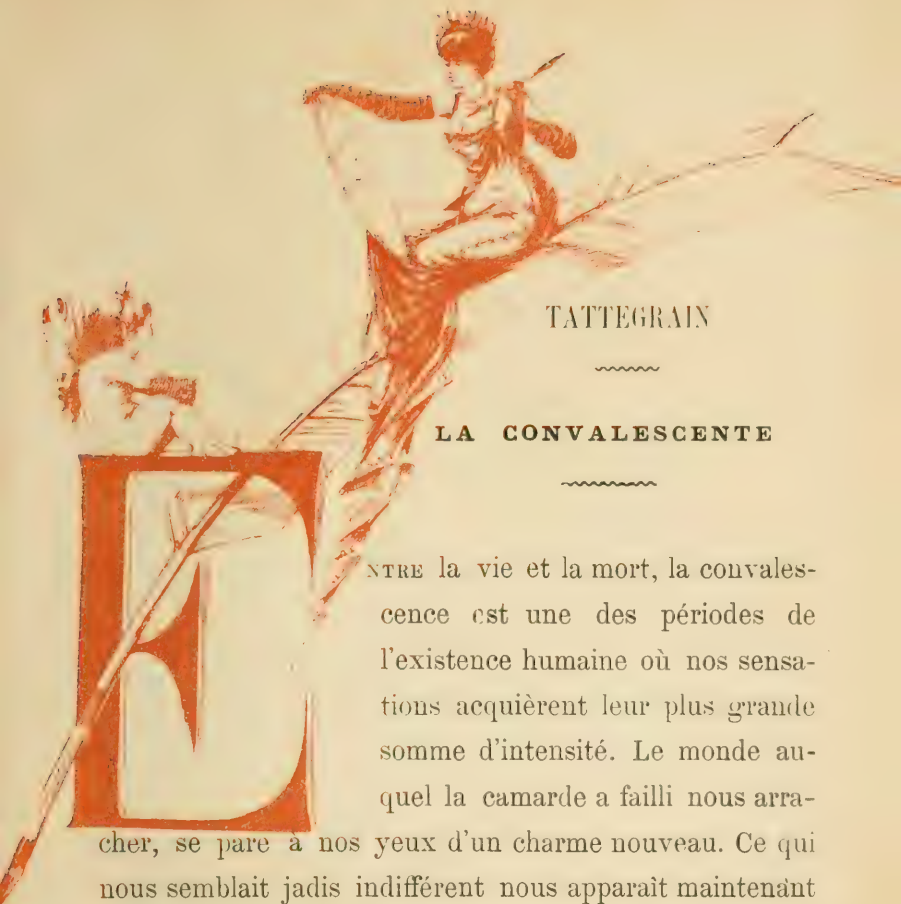 TATTEGRAIN
LA CONVALESCENTE
ENTRE la vie et la mort, la convales-
cence est une des périodes de
l'existence humaine où nos sensa-
tions acquièrent leur plus grande
somme d'intensité. Le monde au-
quel la camarde a failli nous arra-
cher, se pare à nos yeux d'un charme nouveau. Ce qui
nous semblait jadis indifférent nous apparaît maintenant